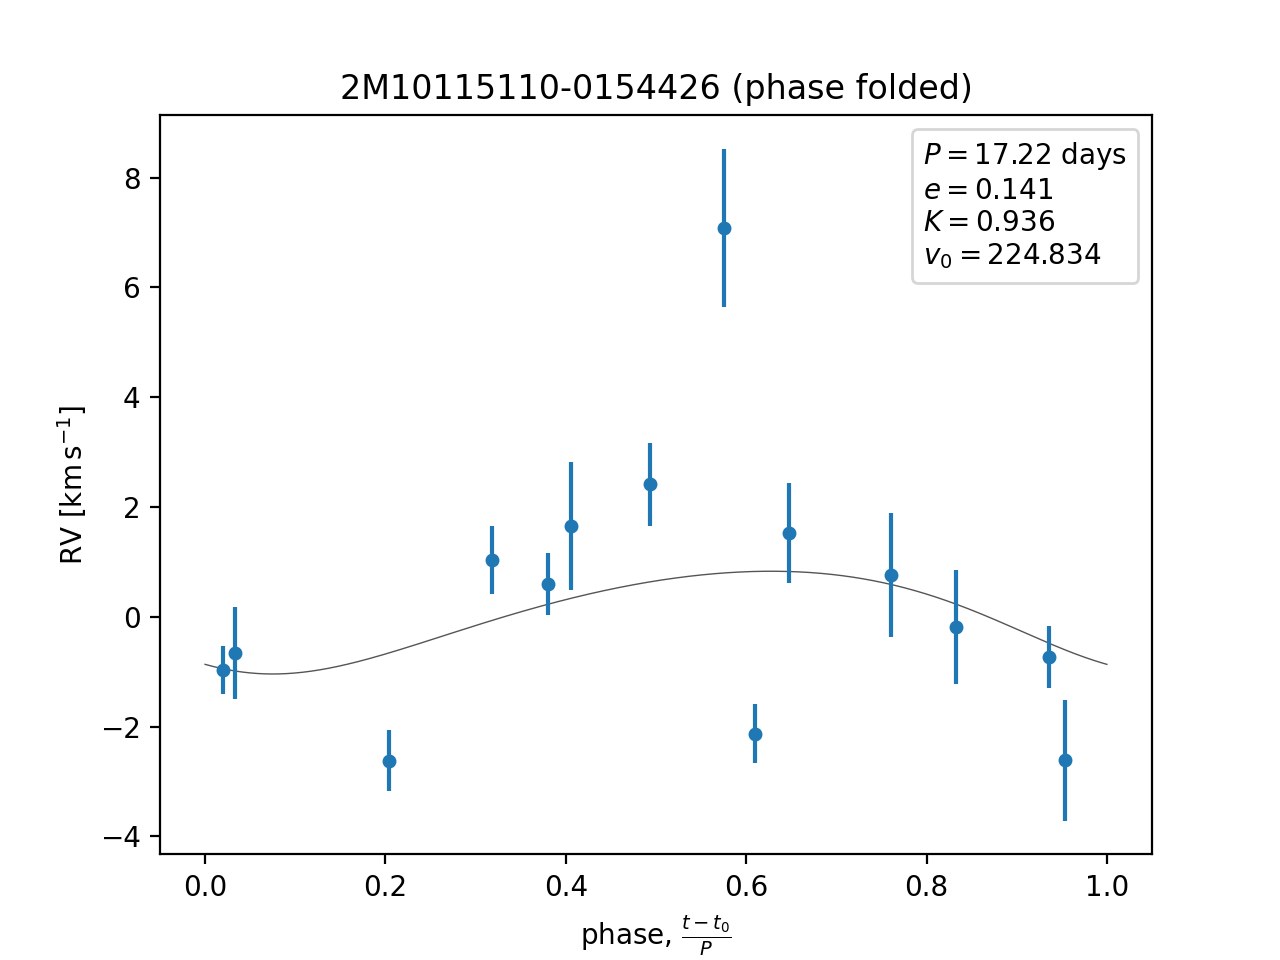 2M10115110-0154426 (phase folded)
P = 17.22 days
e = 0.141
K = 0.936
v₀ = 224.834
8
6
4
2
0
−2
−4
RV [km s⁻¹]
0.0 0.2 0.4 0.6 0.8 1.0
phase, (t − t₀)/P